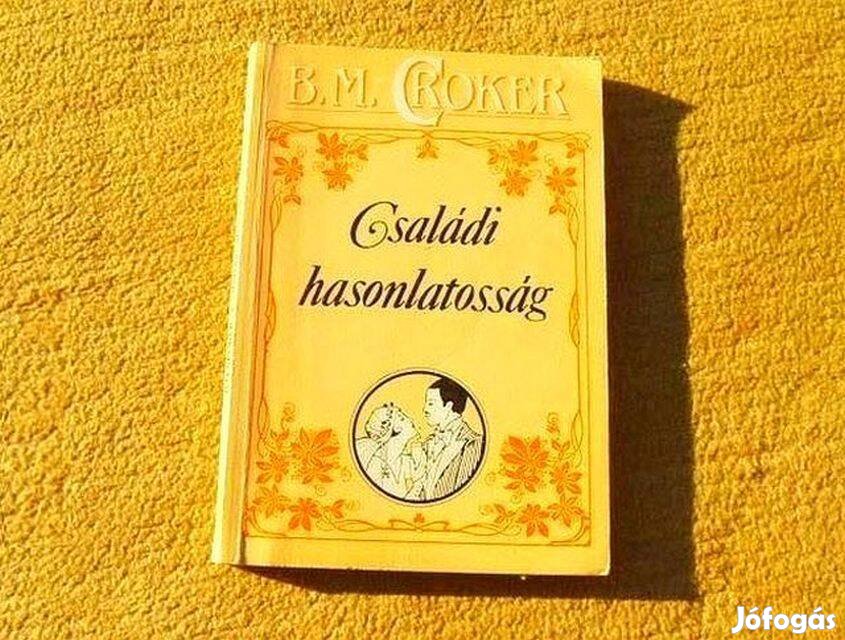 B. M. CROKER
Családi
hasonlatosság
Jófogás